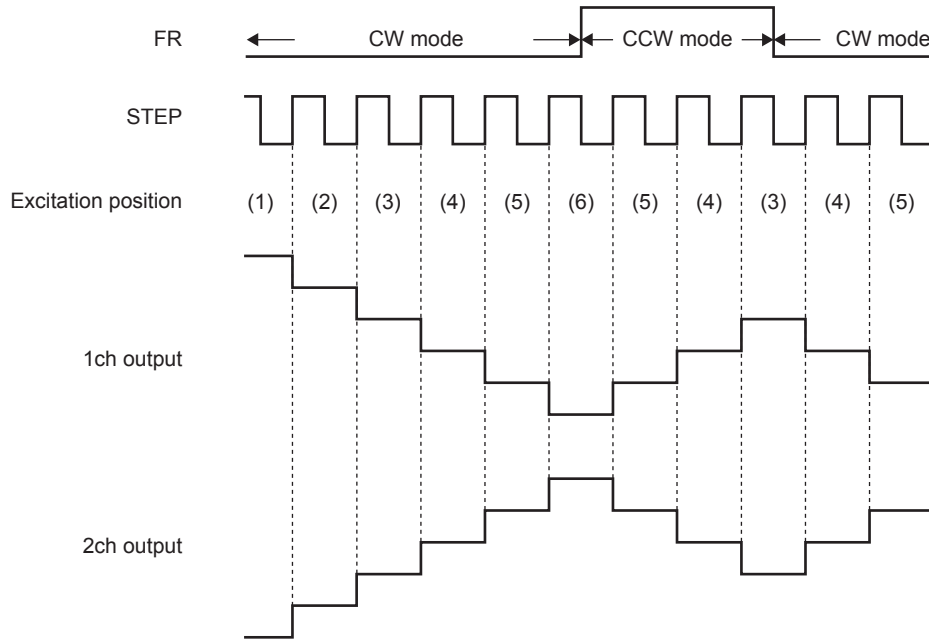 FR CW mode CCW mode CW mode
STEP
Excitation position (1) (2) (3) (4) (5) (6) (5) (4) (3) (4) (5)
1ch output
2ch output